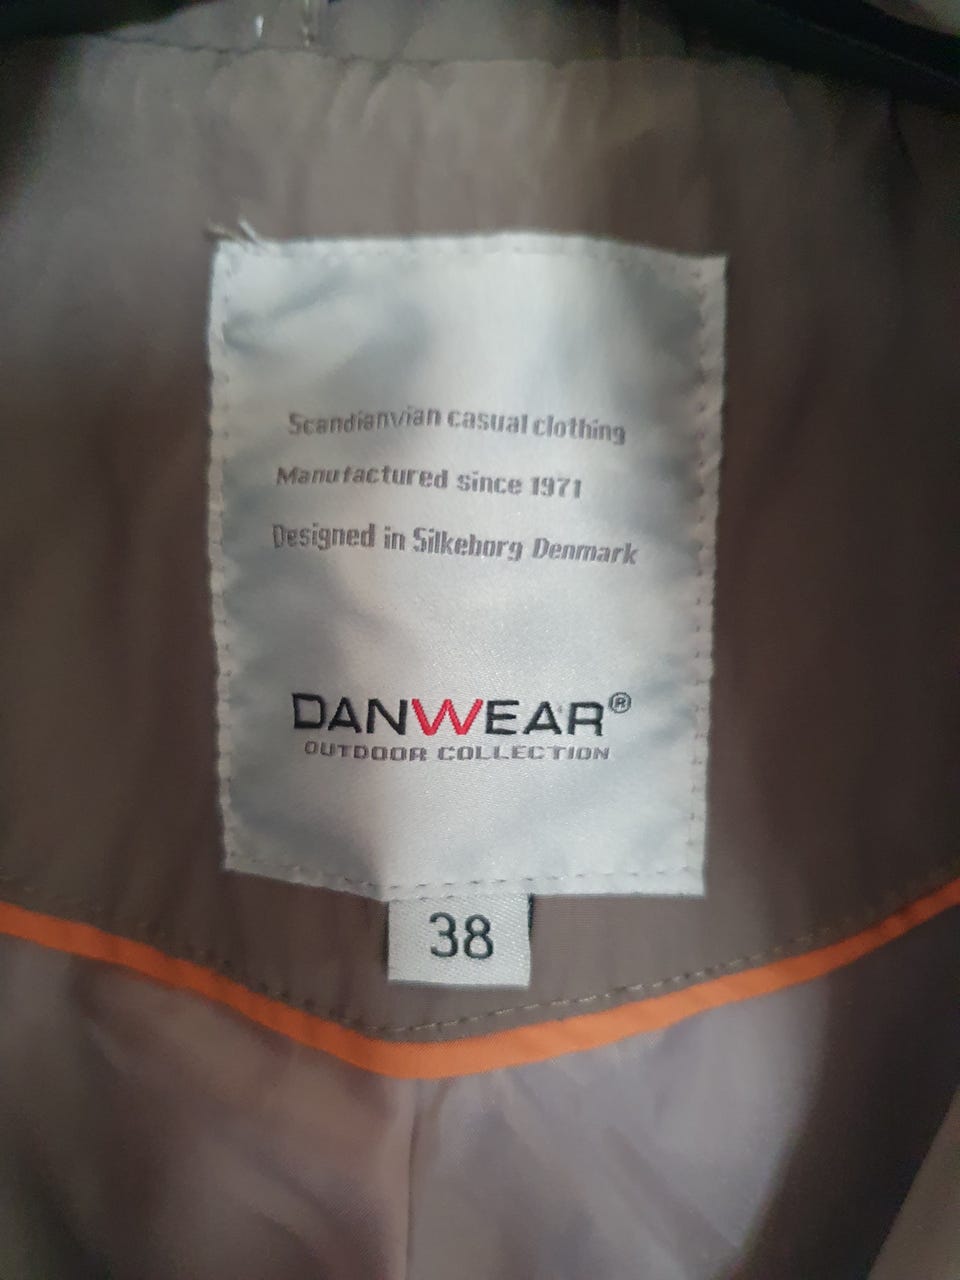 Scandianvian casual clothing
Manufactured since 1971
Designed in Silkeborg Denmark
DANWEAR®
OUTDOOR COLLECTION
38